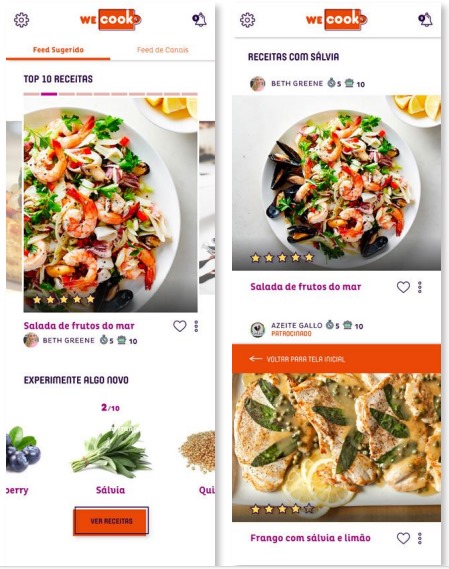 WE cook
Feed Sugerido
Feed de Canais
TOP 10 RECEITAS
Salada de frutos do mar
BETH GREENE 5 10
EXPERIMENTE ALGO NOVO
2/10
berry
Sálvia
Qui
VER RECEITAS
WE cook
RECEITAS COM SÁLVIA
BETH GREENE 5 10
Salada de frutos do mar
AZEITE GALLO 5 10
PATROCINADO
VOLTAR PARA TELA INICIAL
Frango com sálvia e limão